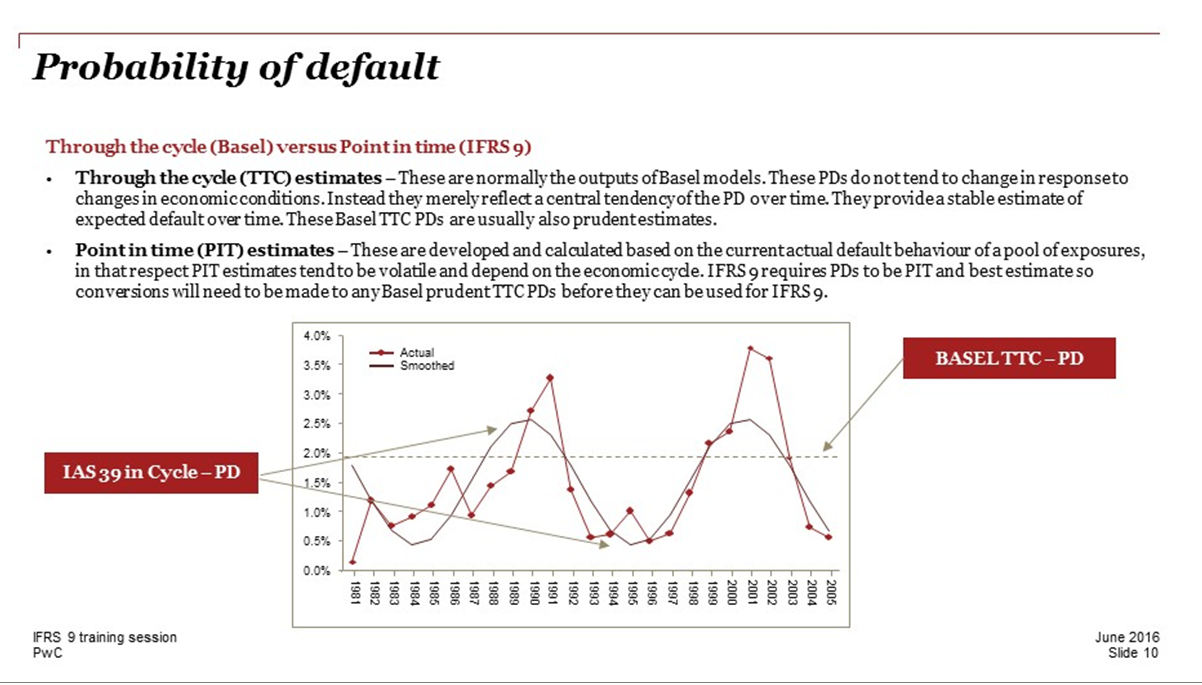 Probability of default
Through the cycle (Basel) versus Point in time (IFRS 9)
• Through the cycle (TTC) estimates – These are normally the outputs of Basel models. These PDs do not tend to change in response to
changes in economic conditions. Instead they merely reflect a central tendency of the PD over time. They provide a stable estimate of
expected default over time. These Basel TTC PDs are usually also prudent estimates.
• Point in time (PIT) estimates – These are developed and calculated based on the current actual default behaviour of a pool of exposures,
in that respect PIT estimates tend to be volatile and depend on the economic cycle. IFRS 9 requires PDs to be PIT and best estimate so
conversions will need to be made to any Basel prudent TTC PDs before they can be used for IFRS 9.
4.0%
3.5%
3.0%
2.5%
2.0%
1.5%
1.0%
0.5%
0.0%
Actual
Smoothed
BASEL TTC – PD
IAS 39 in Cycle – PD
1981
1982
1983
1984
1985
1986
1987
1988
1989
1990
1991
1992
1993
1994
1995
1996
1997
1998
1999
2000
2001
2002
2003
2004
2005
IFRS 9 training session
PwC
June 2016
Slide 10